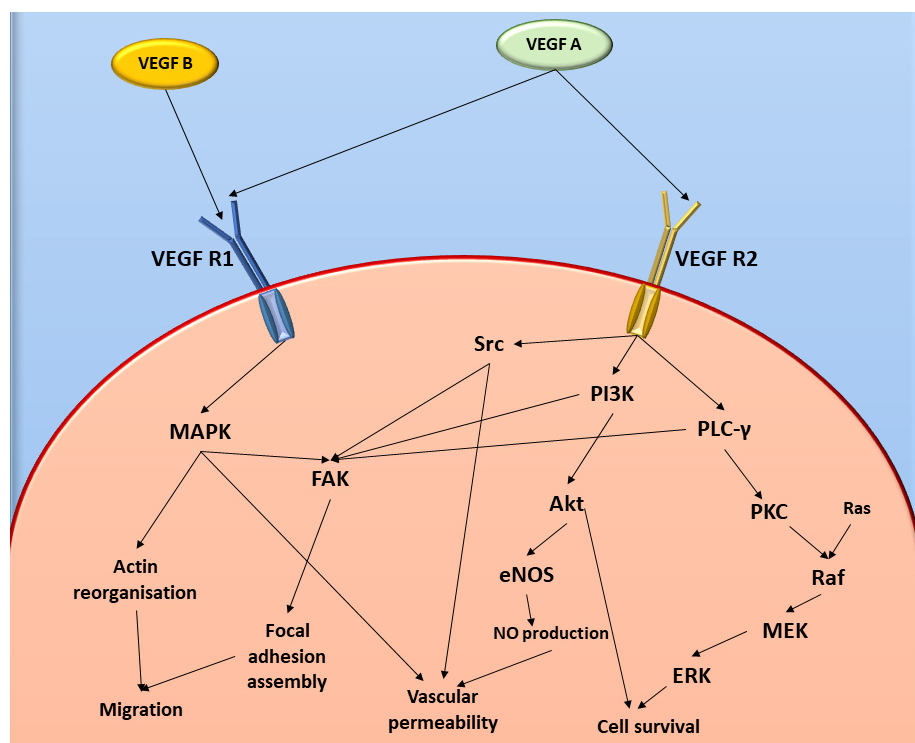 VEGF B
VEGF A
VEGF R1
VEGF R2
Src
PI3K
MAPK
PLC-γ
FAK
Akt
PKC
Ras
Actin
reorganisation
eNOS
Raf
Focal
adhesion
assembly
NO production
MEK
ERK
Migration
Vascular
permeability
Cell survival